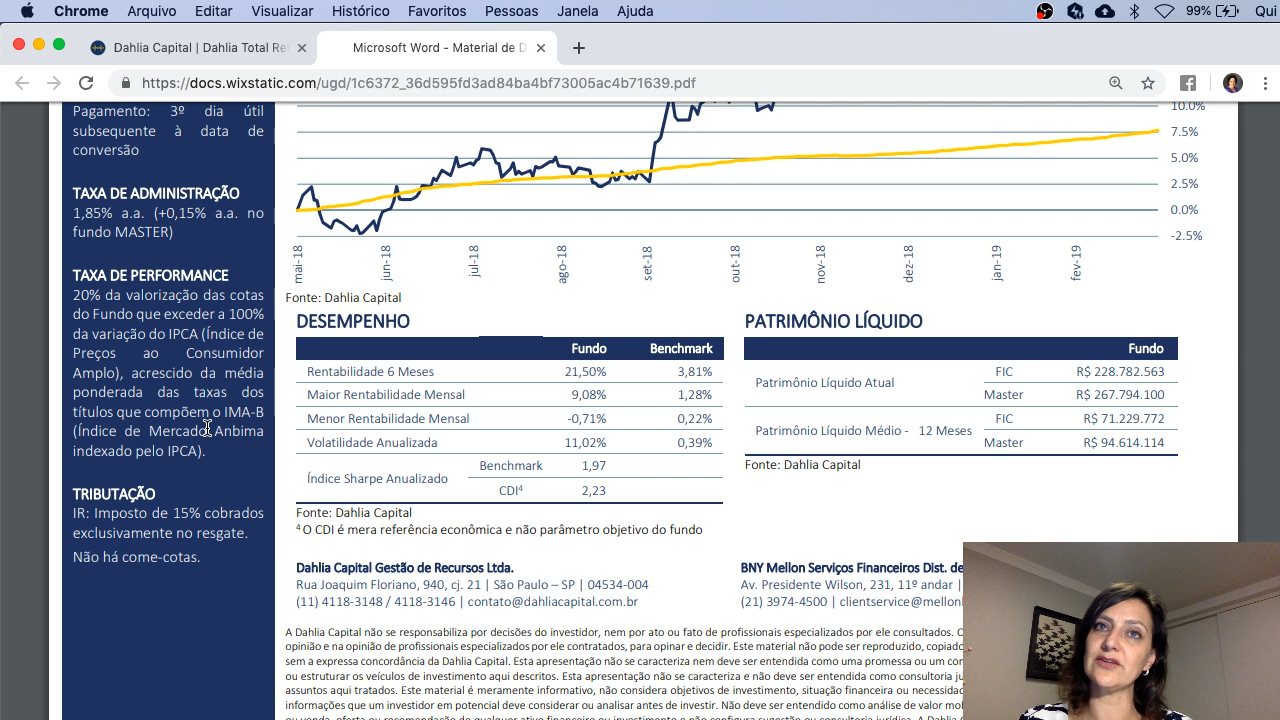 Chrome Arquivo Editar Visualizar Histórico Favoritos Pessoas Janela Ajuda 99% Qui
Dahlia Capital | Dahlia Total Re
Microsoft Word - Material de D
https://docs.wixstatic.com/ugd/1c6372_36d595fd3ad84ba4bf73005ac4b71639.pdf
Pagamento: 3º dia útil
subsequente à data de
conversão
TAXA DE ADMINISTRAÇÃO
1,85% a.a. (+0,15% a.a. no
fundo MASTER)
TAXA DE PERFORMANCE
20% da valorização das cotas
do Fundo que exceder a 100%
da variação do IPCA (Índice de
Preços ao Consumidor
Amplo), acrescido da média
ponderada das taxas dos
títulos que compõem o IMA-B
(Índice de Mercado Anbima
indexado pelo IPCA).
TRIBUTAÇÃO
IR: Imposto de 15% cobrados
exclusivamente no resgate.
Não há come-cotas.
10.0%
7.5%
5.0%
2.5%
0.0%
-2.5%
mai-18 jun-18 jul-18 ago-18 set-18 out-18 nov-18 dez-18 jan-19 fev-19
Fonte: Dahlia Capital
DESEMPENHO
Fundo Benchmark
Rentabilidade 6 Meses 21,50% 3,81%
Maior Rentabilidade Mensal 9,08% 1,28%
Menor Rentabilidade Mensal -0,71% 0,22%
Volatilidade Anualizada 11,02% 0,39%
Índice Sharpe Anualizado
Benchmark 1,97
CDI⁴ 2,23
Fonte: Dahlia Capital
⁴ O CDI é mera referência econômica e não parâmetro objetivo do fundo
PATRIMÔNIO LÍQUIDO
Fundo
Patrimônio Líquido Atual
FIC R$ 228.782.563
Master R$ 267.794.100
Patrimônio Líquido Médio - 12 Meses
FIC R$ 71.229.772
Master R$ 94.614.114
Fonte: Dahlia Capital
Dahlia Capital Gestão de Recursos Ltda.
Rua Joaquim Floriano, 940, cj. 21 | São Paulo – SP | 04534-004
(11) 4118-3148 / 4118-3146 | contato@dahliacapital.com.br
BNY Mellon Serviços Financeiros Dist. de
Av. Presidente Wilson, 231, 11º andar |
(21) 3974-4500 | clientservice@mellon
A Dahlia Capital não se responsabiliza por decisões do investidor, nem por ato ou fato de profissionais especializados por ele consultados.
opinião e na opinião de profissionais especializados por ele contratados, para opinar e decidir. Este material não pode ser reproduzido, copiado
sem a expressa concordância da Dahlia Capital. Esta apresentação não se caracteriza nem deve ser entendida como uma promessa ou um
ou estruturar os veículos de investimento aqui descritos. Esta apresentação não se caracteriza e não deve ser entendida como consultoria
assuntos aqui tratados. Este material é meramente informativo, não considera objetivos de investimento, situação financeira ou
informações que um investidor em potencial deve considerar ou analisar antes de investir. Não deve ser entendido como análise de valor